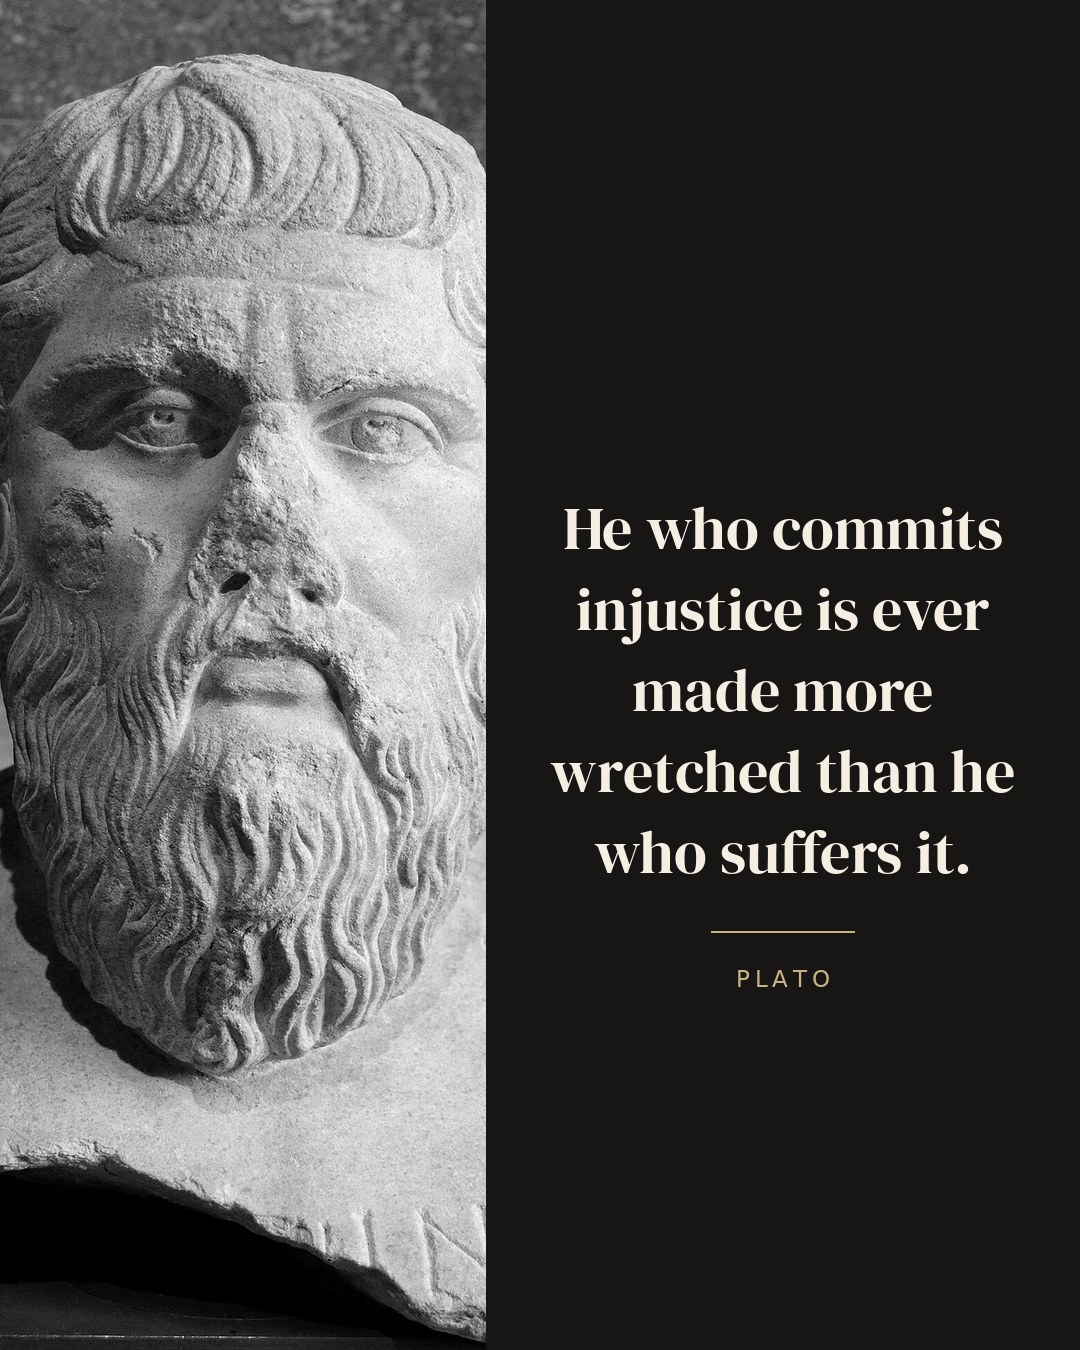 He who commits
injustice is ever
made more
wretched than he
who suffers it.
PLATO